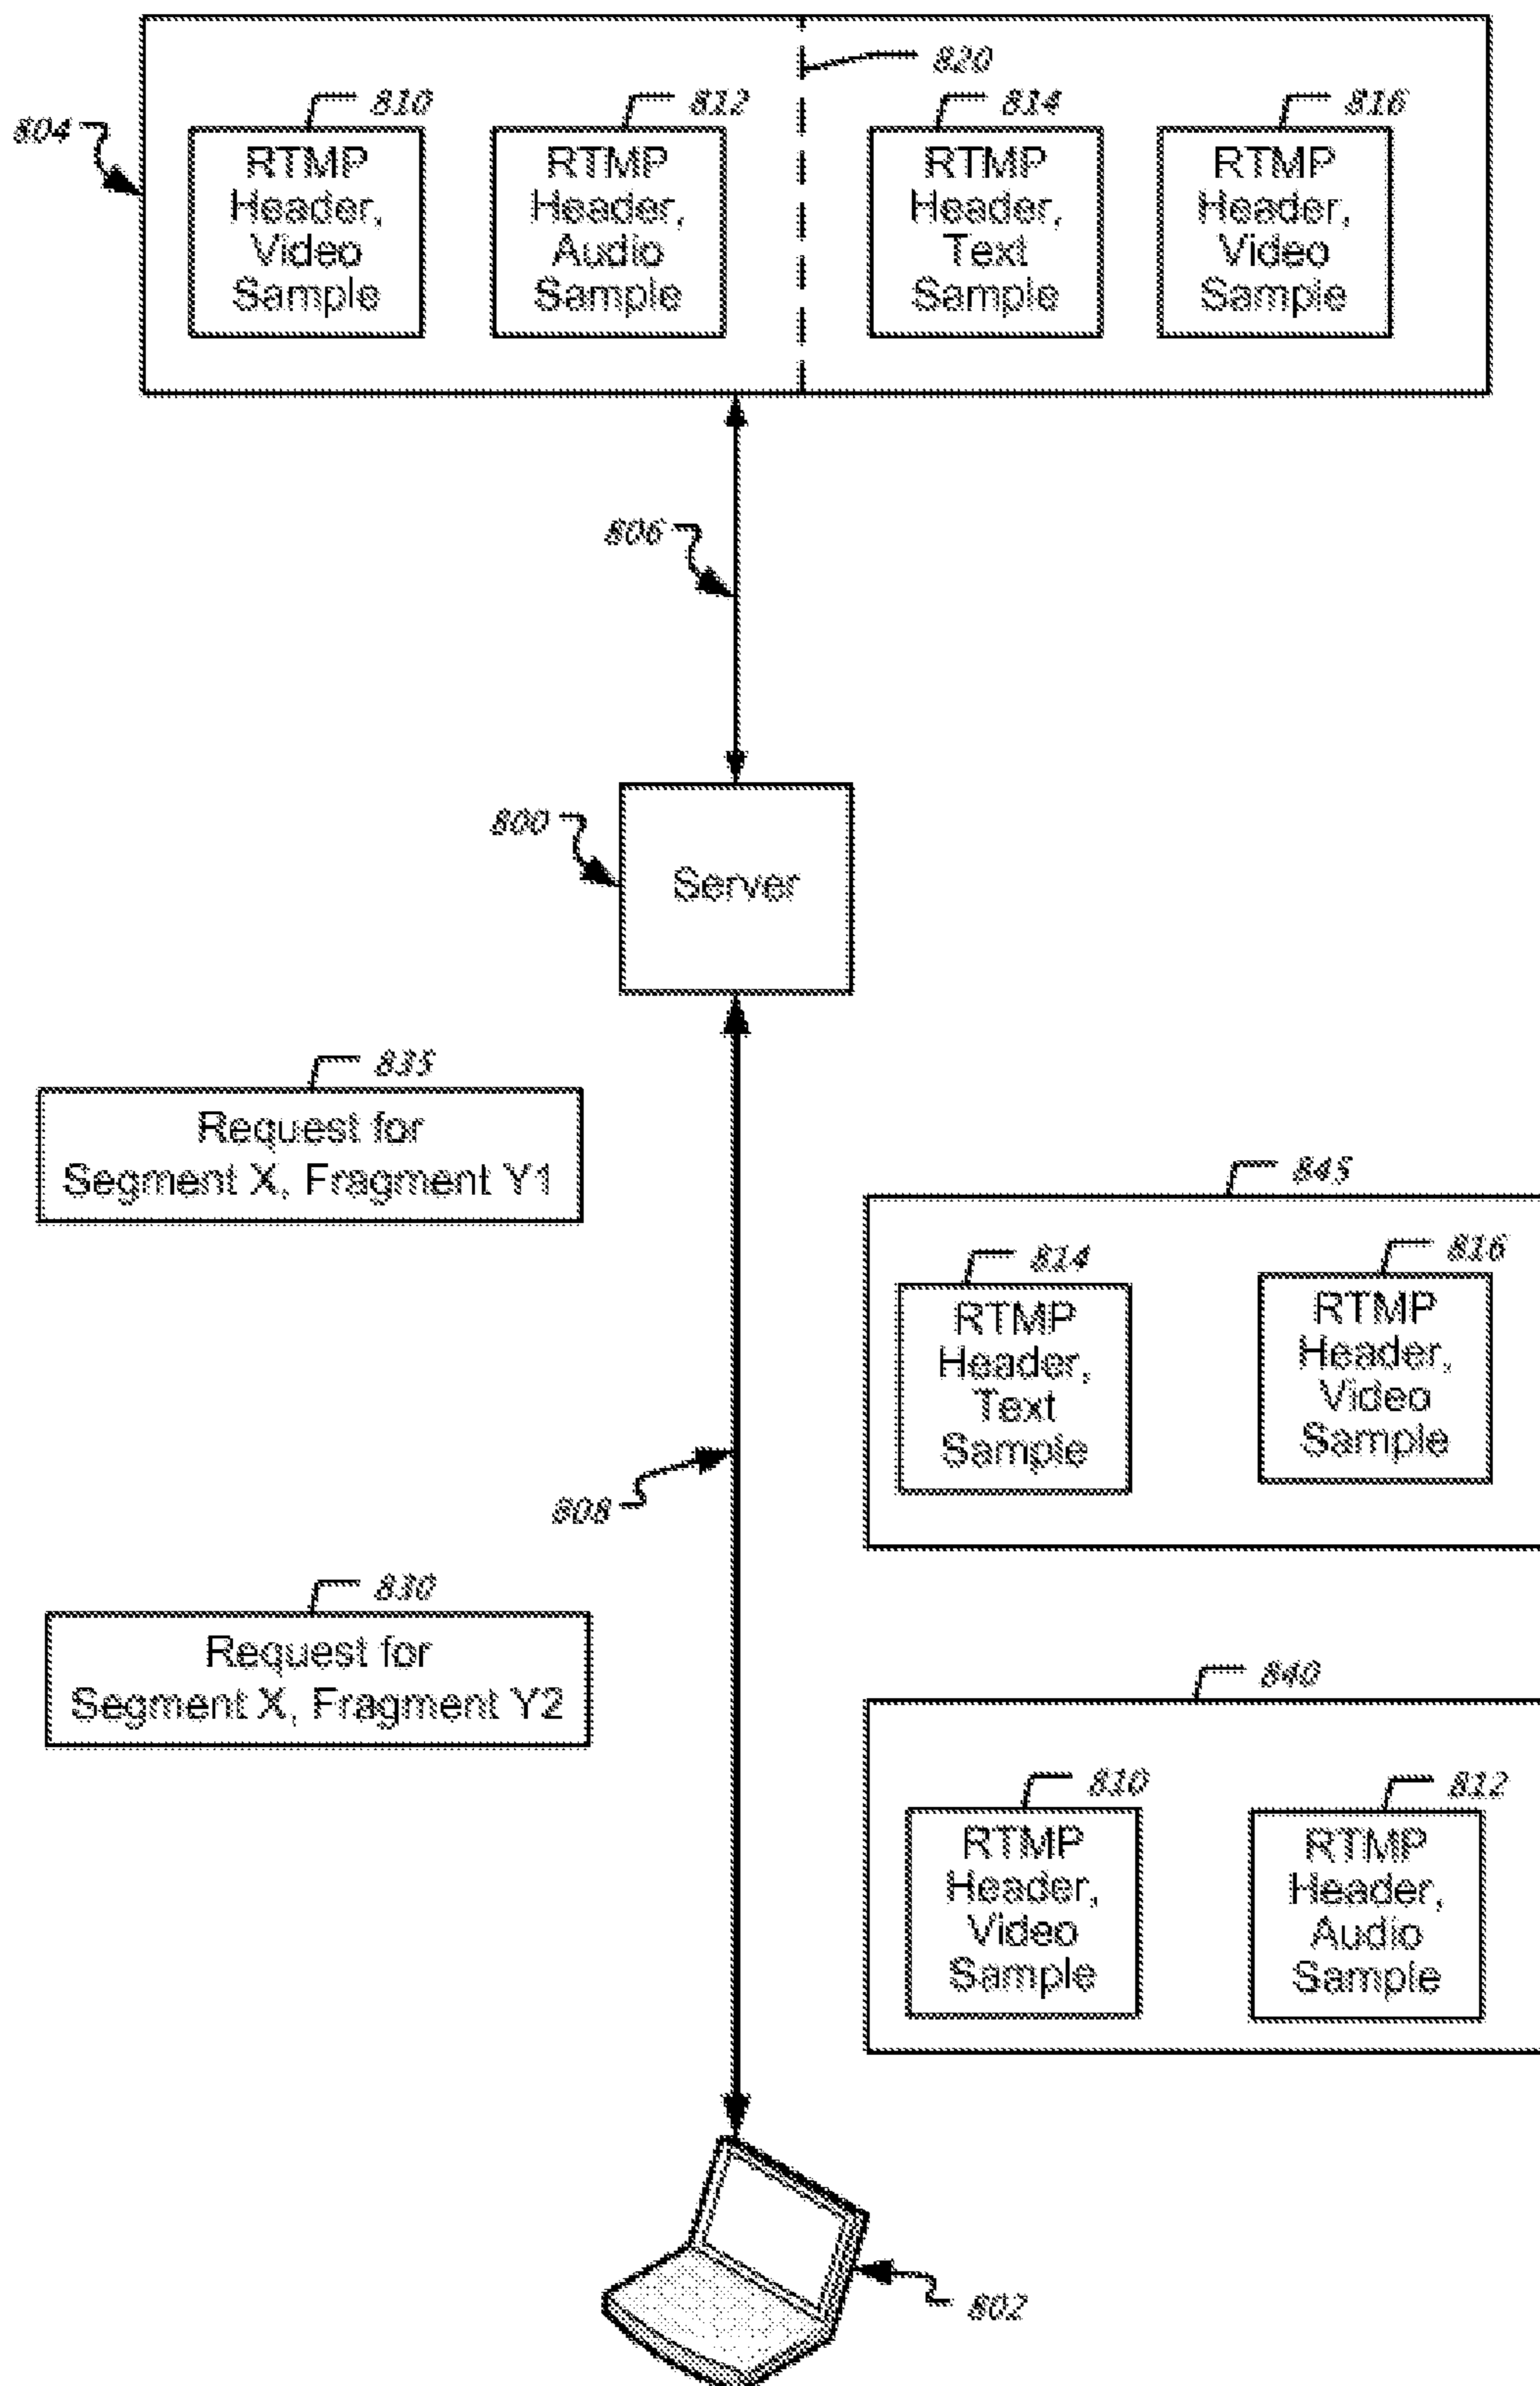 820
804
810
812
814
816
RTMP
Header,
Video
Sample
RTMP
Header,
Audio
Sample
RTMP
Header,
Text
Sample
RTMP
Header,
Video
Sample
806
800
Server
835
Request for
Segment X, Fragment Y1
845
814
816
RTMP
Header,
Text
Sample
RTMP
Header,
Video
Sample
808
830
Request for
Segment X, Fragment Y2
840
810
812
RTMP
Header,
Video
Sample
RTMP
Header,
Audio
Sample
802